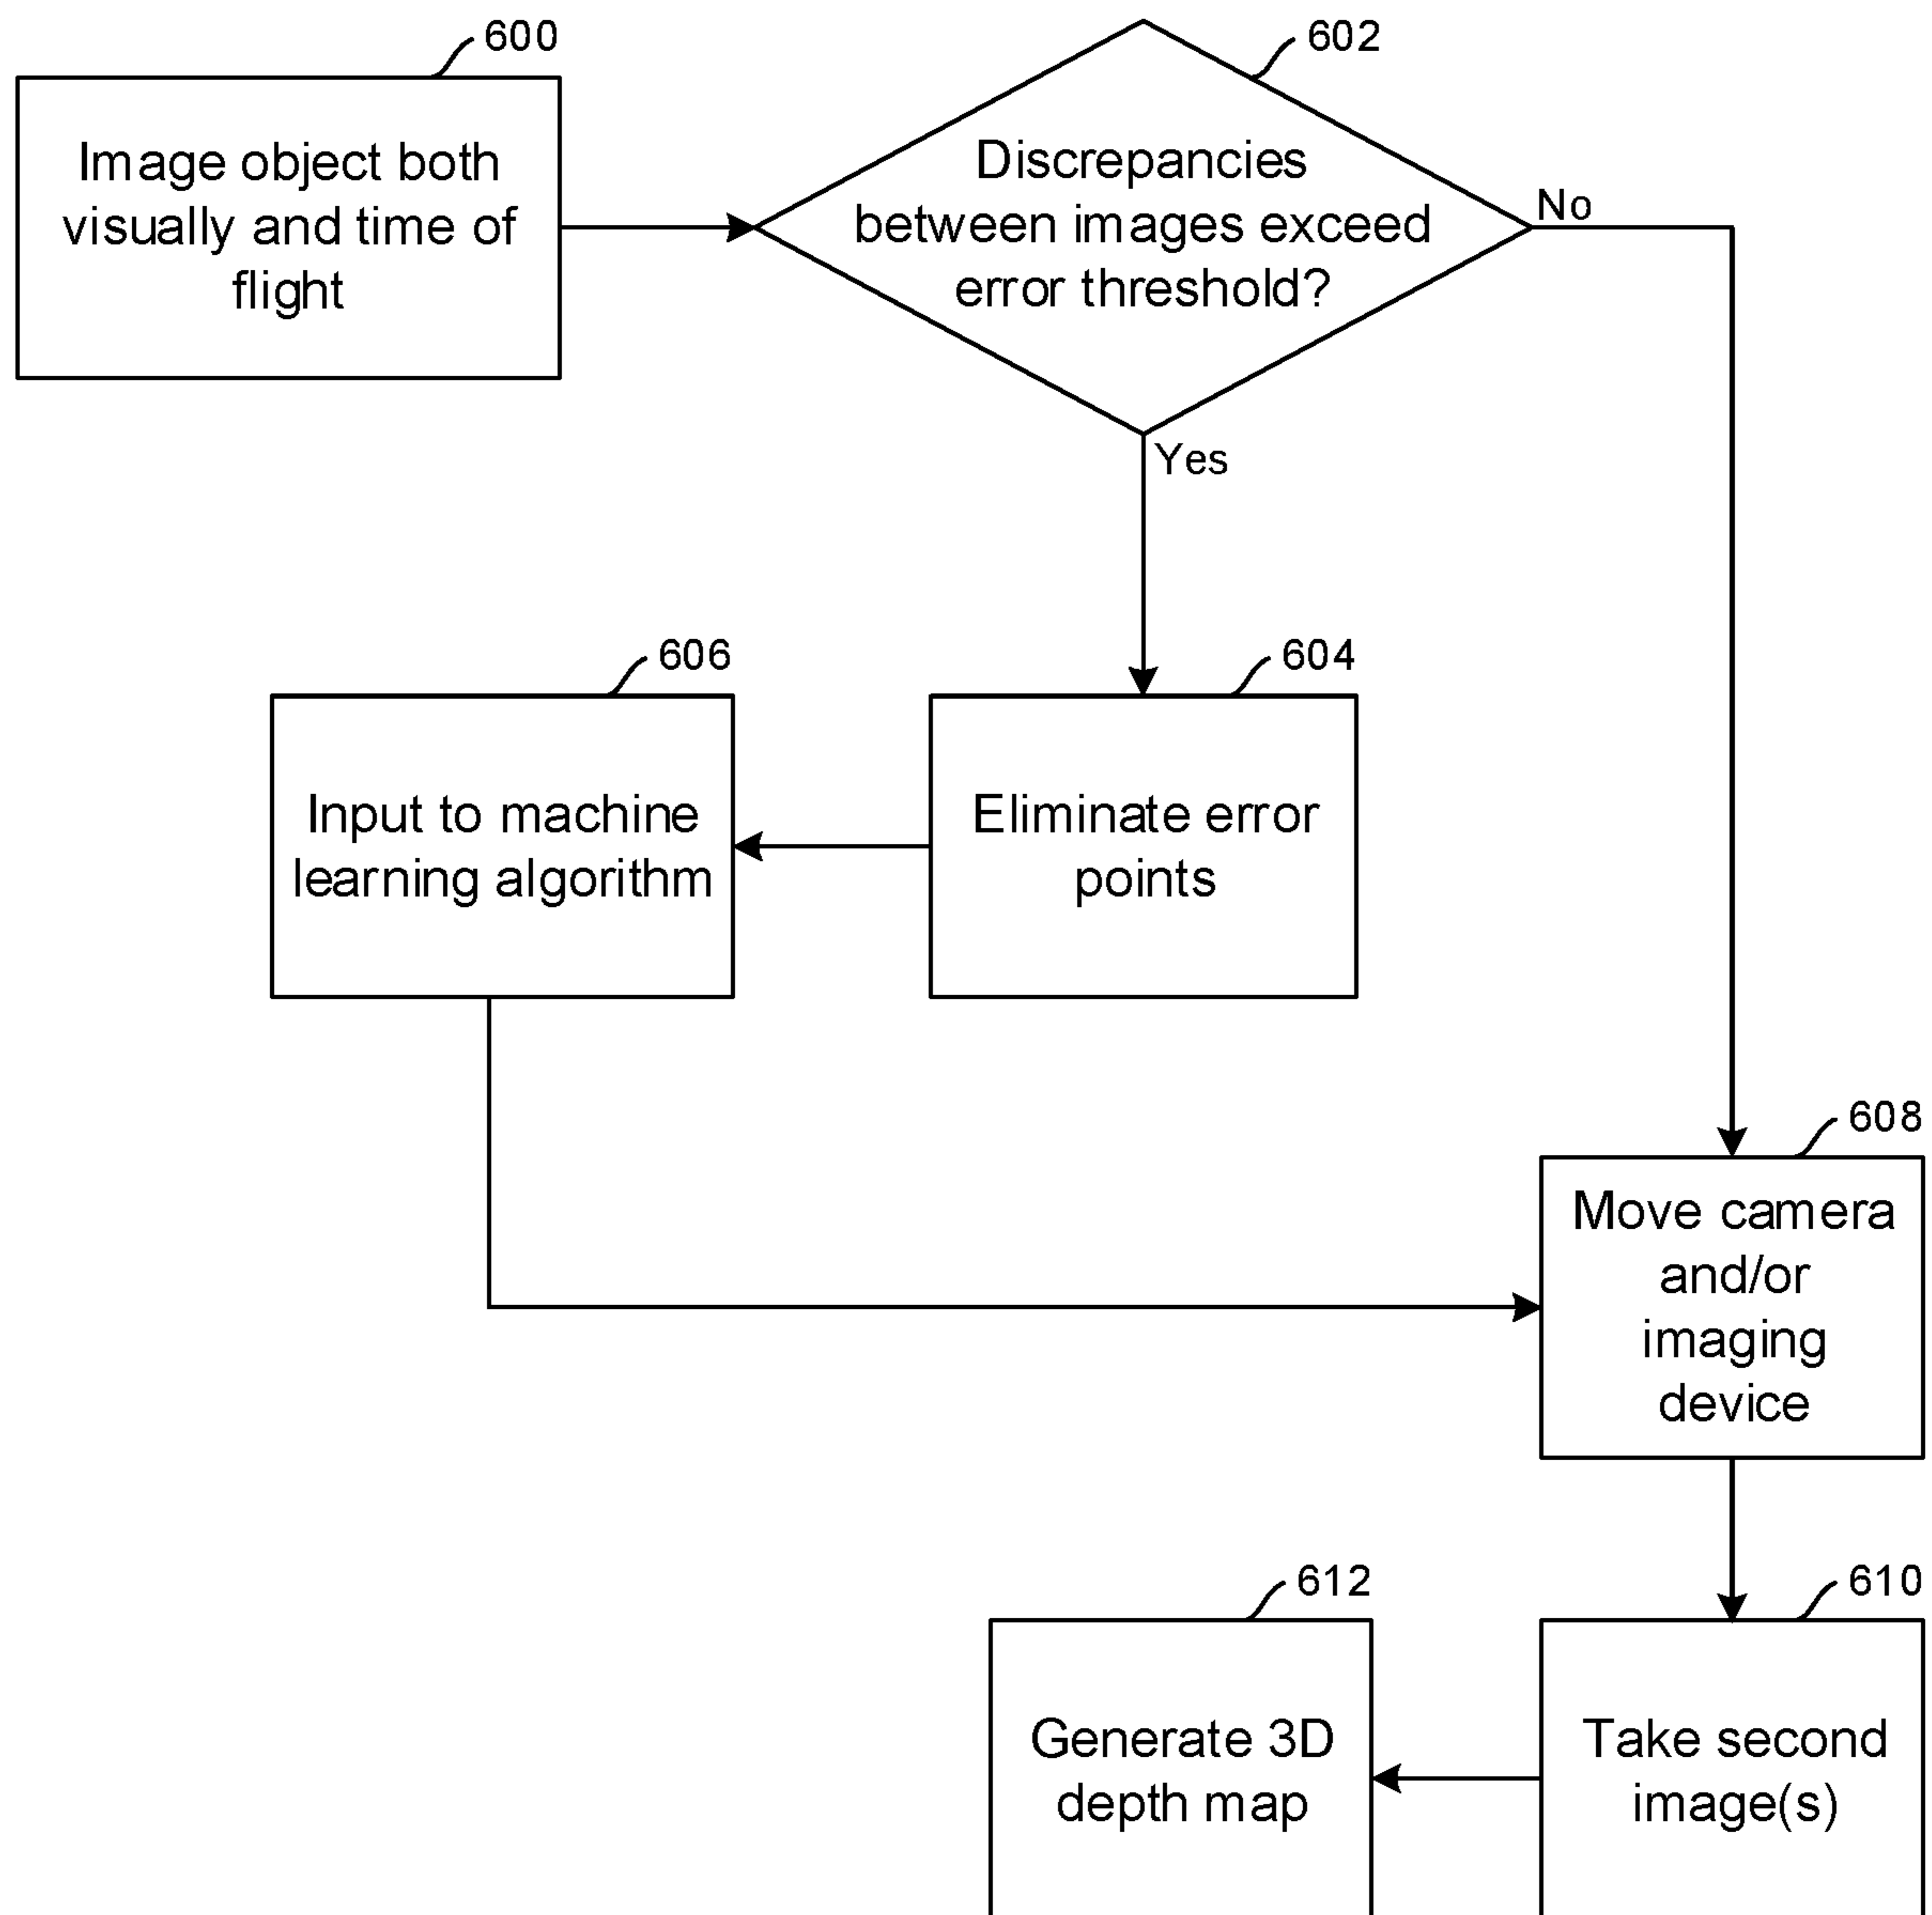 600
Image object both
visually and time of
flight
602
Discrepancies
between images exceed
error threshold?
No
Yes
606
Input to machine
learning algorithm
604
Eliminate error
points
608
Move camera
and/or
imaging
device
612
Generate 3D
depth map
610
Take second
image(s)